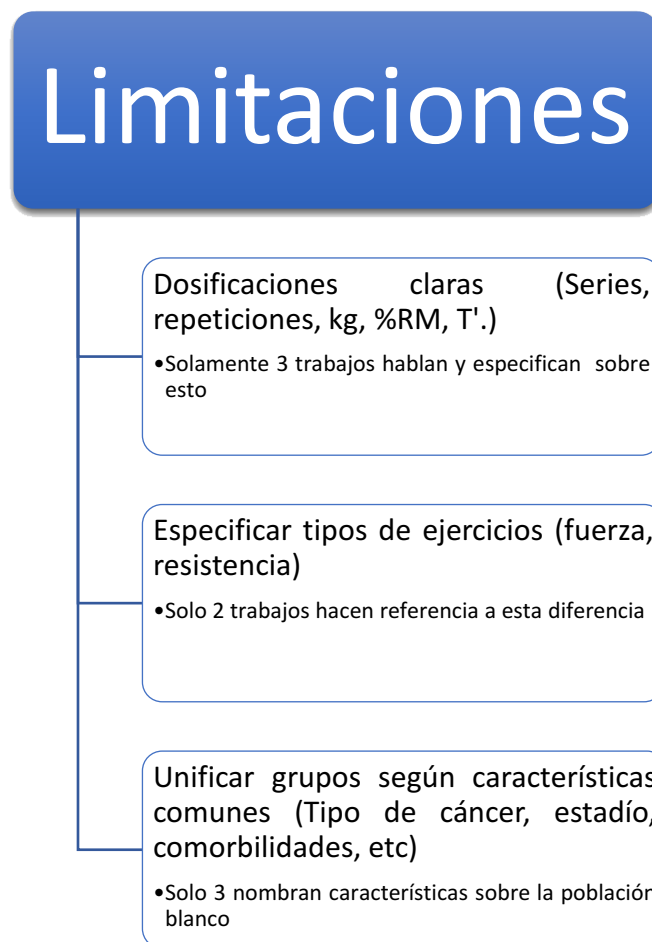 Limitaciones
Dosificaciones claras (Series,
repeticiones, kg, %RM, T'.)
•Solamente 3 trabajos hablan y especifican sobre
esto
Especificar tipos de ejercicios (fuerza,
resistencia)
•Solo 2 trabajos hacen referencia a esta diferencia
Unificar grupos según características
comunes (Tipo de cáncer, estadío,
comorbilidades, etc)
•Solo 3 nombran características sobre la población
blanco